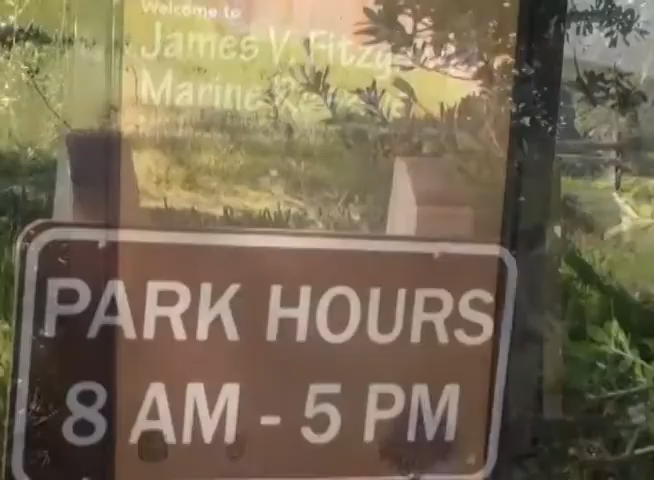 Welcome to
James V. Fitzg
Marine
PARK HOURS
8 AM - 5 PM